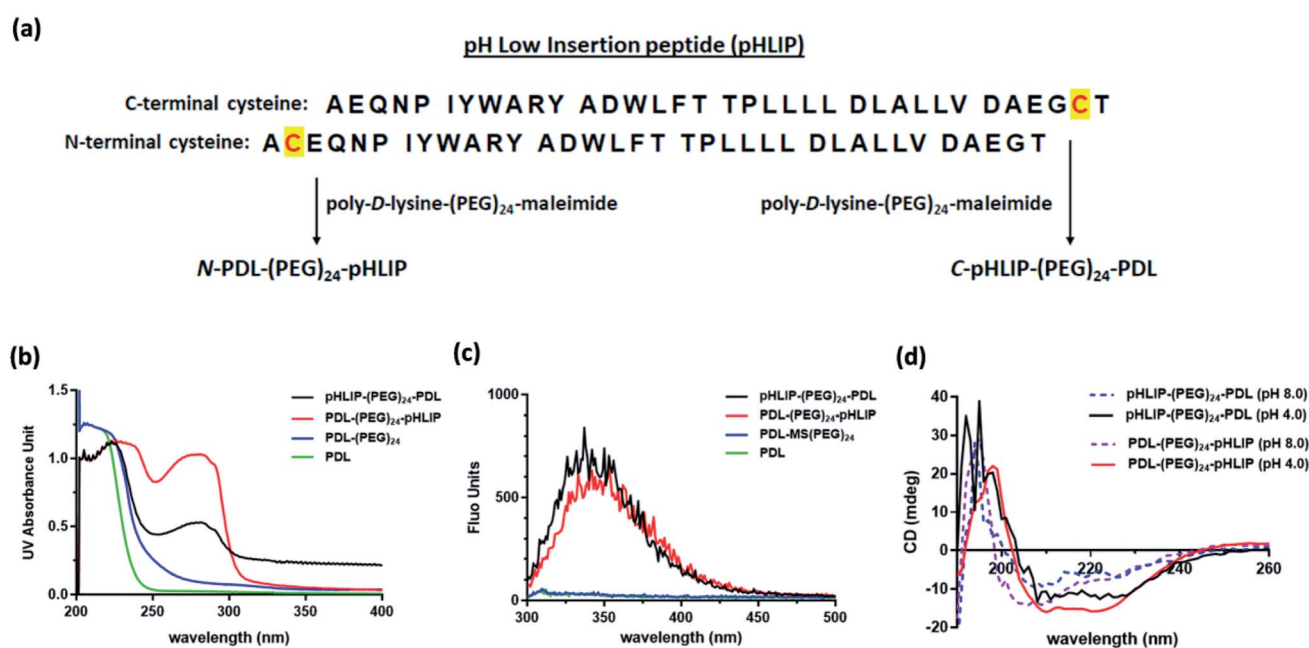 (a)
pH Low Insertion peptide (pHLIP)
C-terminal cysteine: AEQNP IYWARY ADWLFT TPLLLL DLALLV DAEGCT
N-terminal cysteine: ACEQNP IYWARY ADWLFT TPLLLL DLALLV DAEGT
poly-D-lysine-(PEG)24-maleimide poly-D-lysine-(PEG)24-maleimide
N-PDL-(PEG)24-pHLIP C-pHLIP-(PEG)24-PDL
(b)
UV Absorbance Unit
1.5
1.0
0.5
0.0
200 250 300 350 400
wavelength (nm)
pHLIP-(PEG)24-PDL
PDL-(PEG)24-pHLIP
PDL-(PEG)24
PDL
(c)
Fluo Units
1000
500
0
300 325 350 375 400 425 450 475 500
wavelength (nm)
pHLIP-(PEG)24-PDL
PDL-(PEG)24-pHLIP
PDL-MS(PEG)24
PDL
(d)
CD (mdeg)
40
30
20
10
0
-10
-20
200 220 240 260
wavelength (nm)
pHLIP-(PEG)24-PDL (pH 8.0)
pHLIP-(PEG)24-PDL (pH 4.0)
PDL-(PEG)24-pHLIP (pH 8.0)
PDL-(PEG)24-pHLIP (pH 4.0)